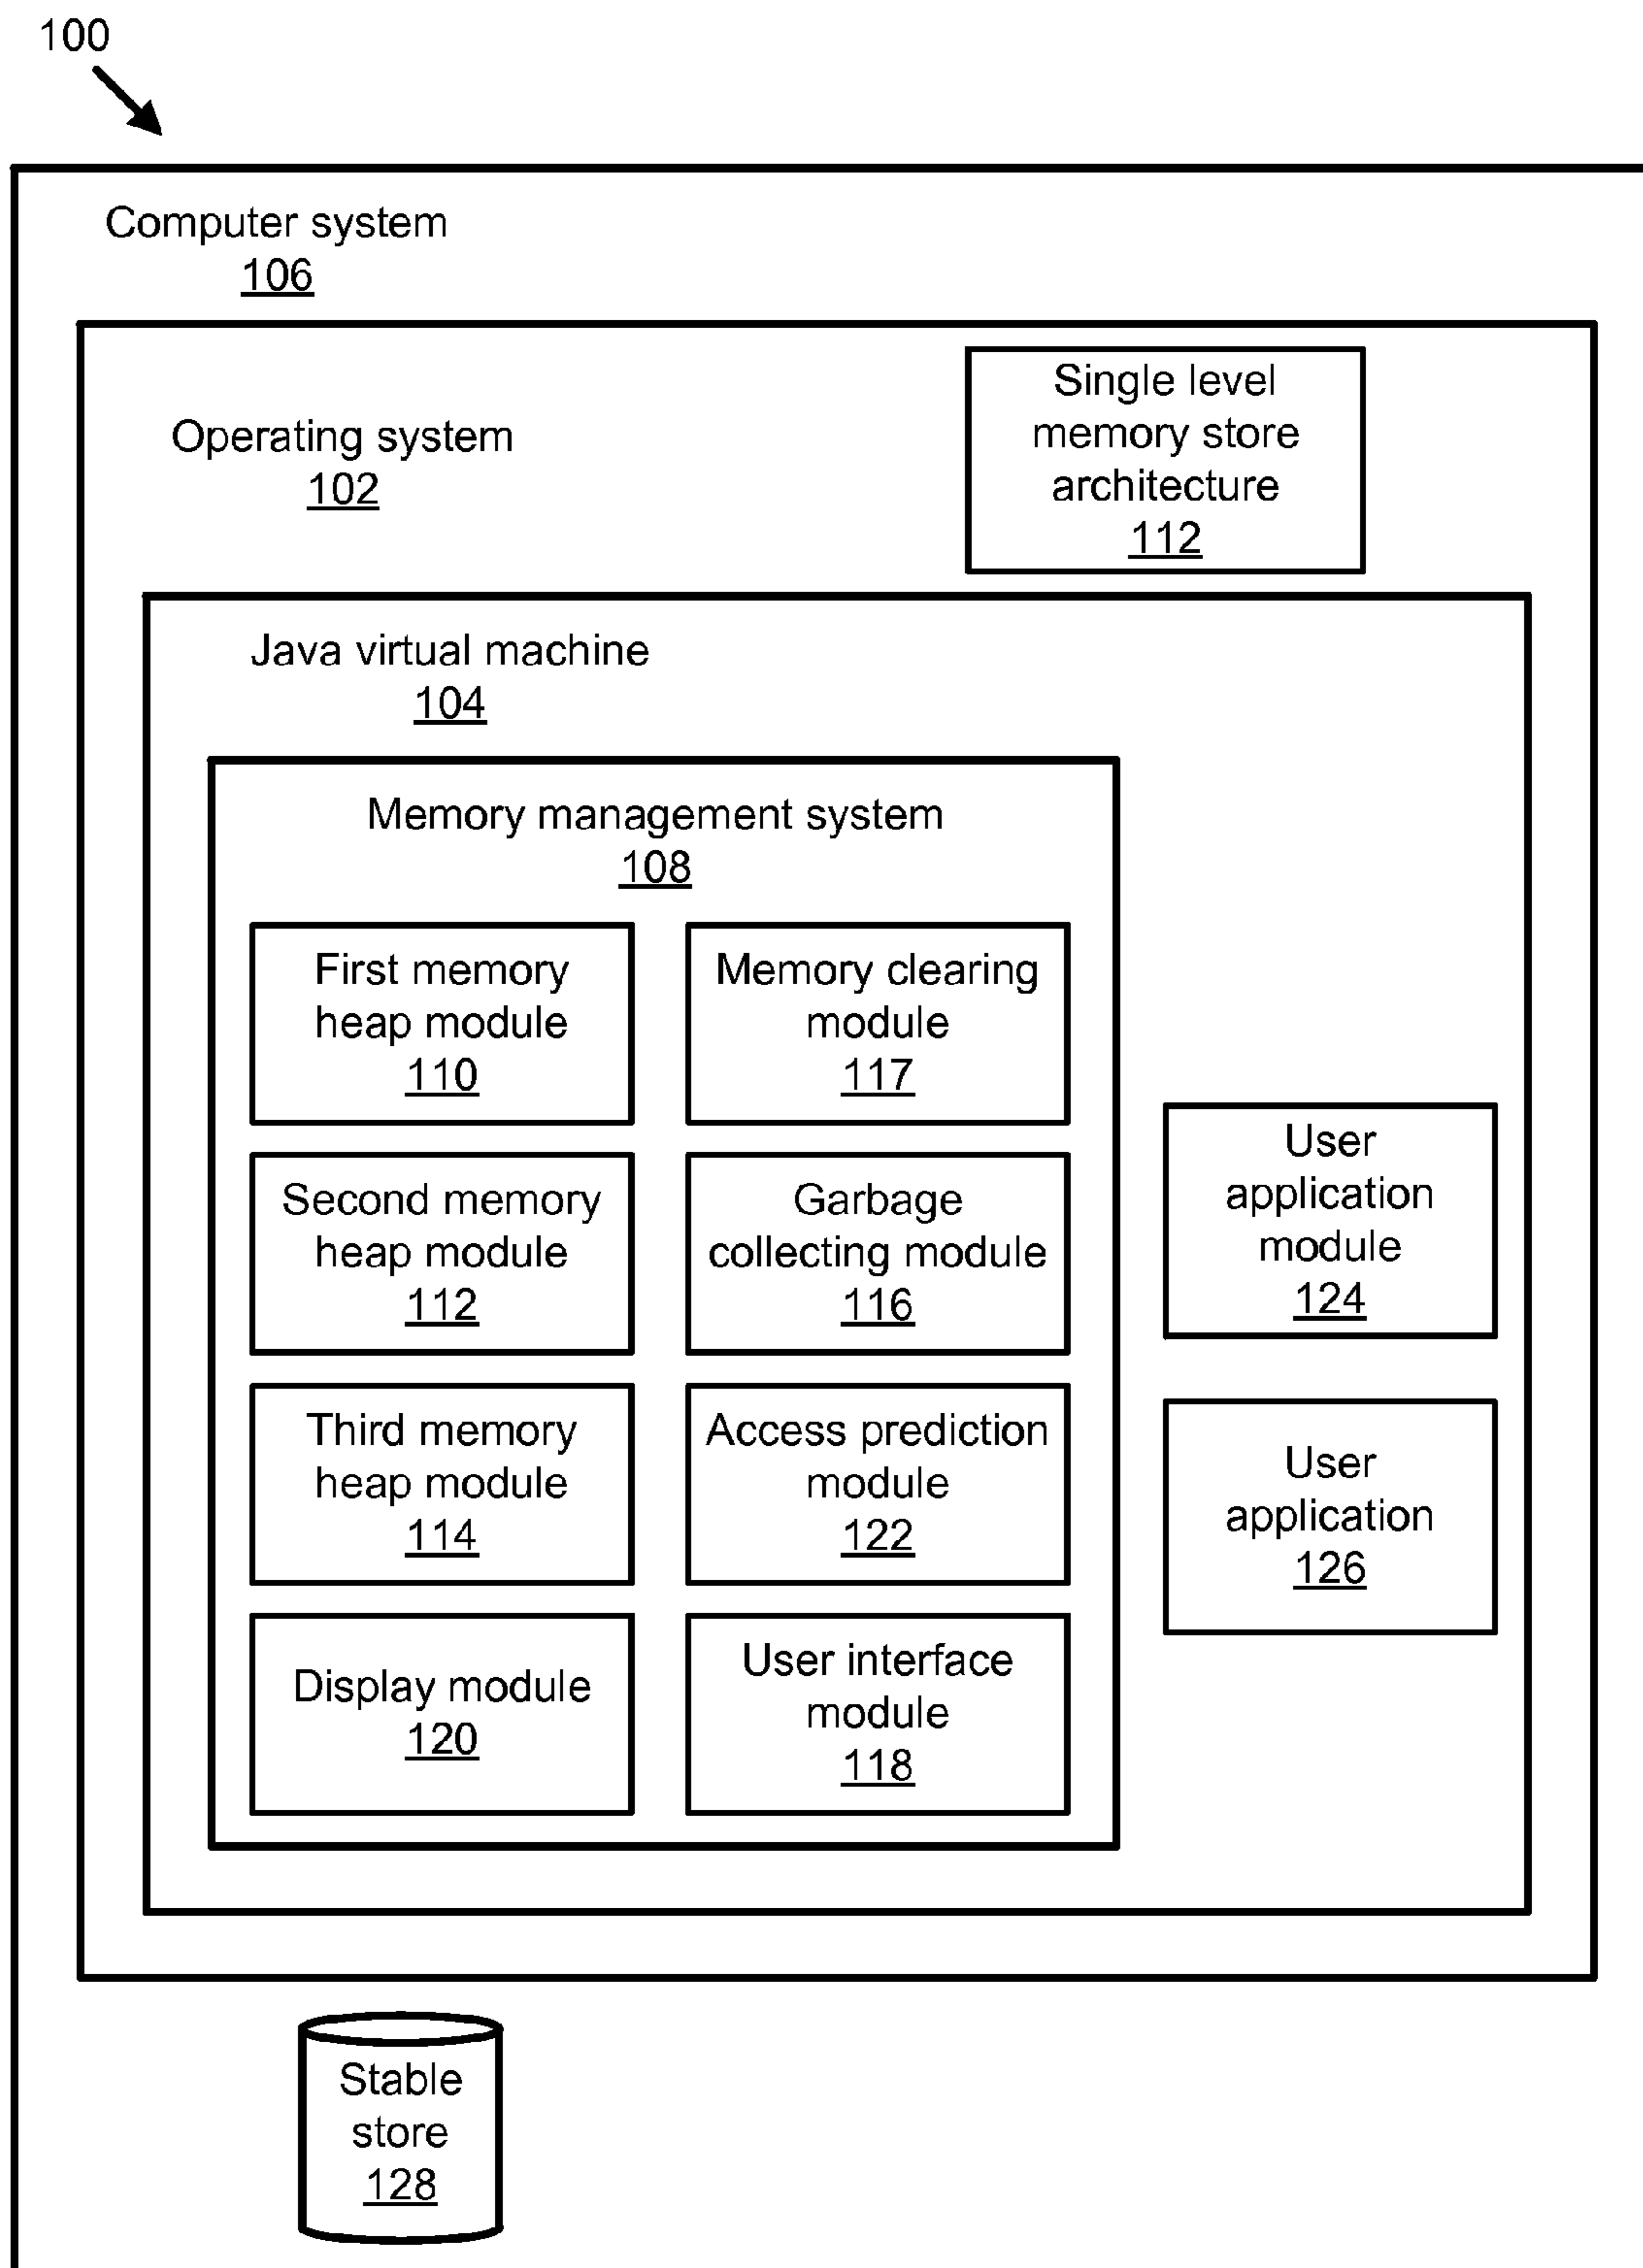 100
Computer system
106
Single level
memory store
architecture
112
Operating system
102
Java virtual machine
104
Memory management system
108
First memory
heap module
110
Memory clearing
module
117
Second memory
heap module
112
Garbage
collecting module
116
Third memory
heap module
114
Access prediction
module
122
Display module
120
User interface
module
118
User
application
module
124
User
application
126
Stable
store
128